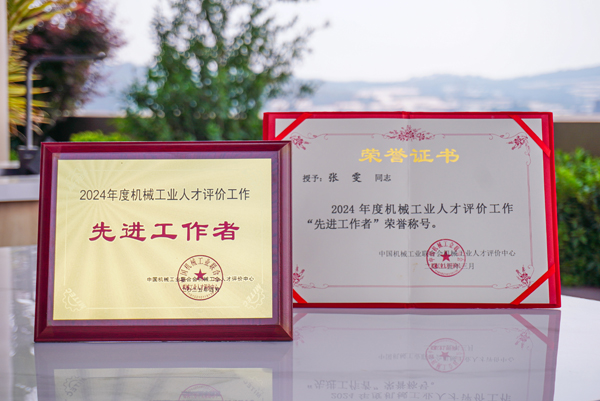 2024年度机械工业人才评价工作
先进工作者
中国机械工业联合会机械工业人才评价中心
荣誉证书
授予：张雯 同志
2024年度机械工业人才评价工作
“先进工作者”荣誉称号。
中国机械工业联合会机械工业人才评价中心